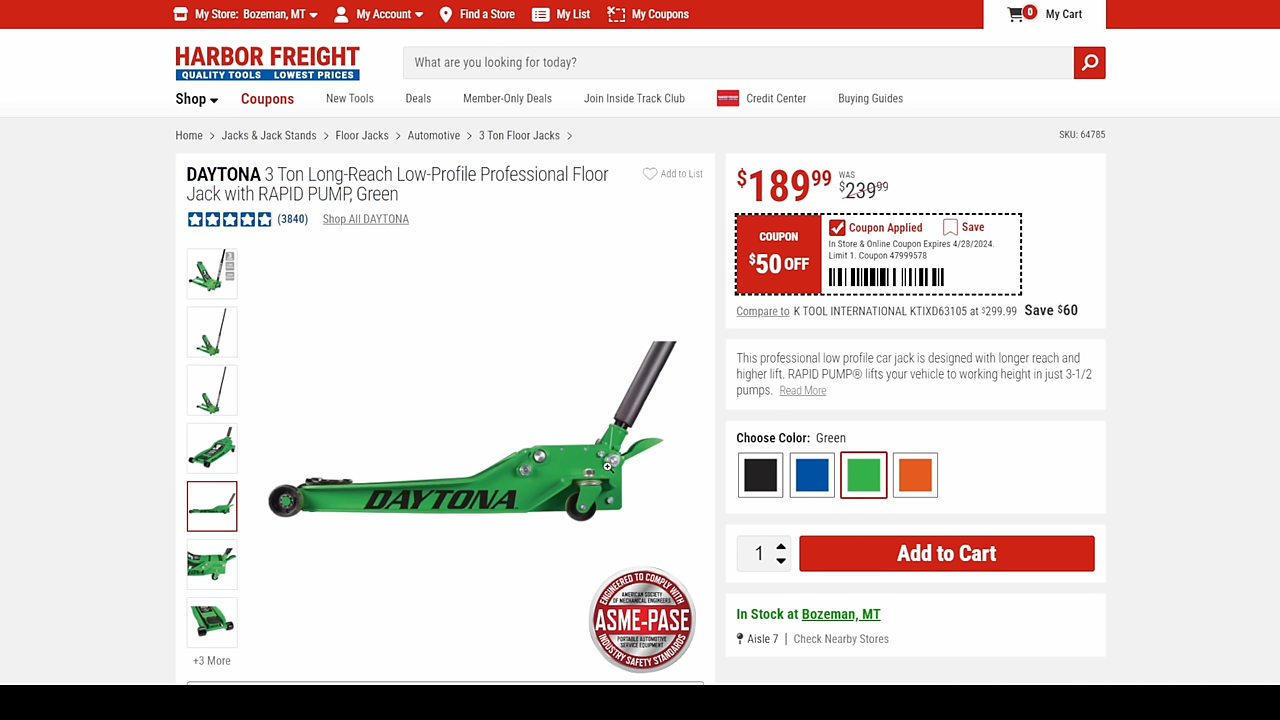 My Store: Bozeman, MT
My Account
Find a Store
My List
My Coupons
0
My Cart
HARBOR FREIGHT
QUALITY TOOLS LOWEST PRICES
What are you looking for today?
Shop
Coupons
New Tools
Deals
Member-Only Deals
Join Inside Track Club
Credit Center
Buying Guides
Home > Jacks & Jack Stands > Floor Jacks > Automotive > 3 Ton Floor Jacks >
SKU: 64785
DAYTONA 3 Ton Long-Reach Low-Profile Professional Floor
Jack with RAPID PUMP, Green
Add to List
(3840)
Shop All DAYTONA
DAYTONA
ENGINEERED TO COMPLY WITH
AMERICAN SOCIETY
OF MECHANICAL ENGINEERS
ASME-PASE
PORTABLE AUTOMOTIVE
SERVICE EQUIPMENT
INDUSTRY SAFETY STANDARDS
+3 More
$189 99
WAS
$239 99
COUPON
$50 OFF
Coupon Applied
Save
In Store & Online Coupon Expires 4/28/2024.
Limit 1. Coupon 47999578
Compare to K TOOL INTERNATIONAL KTIXD63105 at $299.99 Save $60
This professional low profile car jack is designed with longer reach and
higher lift. RAPID PUMP® lifts your vehicle to working height in just 3-1/2
pumps. Read More
Choose Color: Green
1
Add to Cart
In Stock at Bozeman, MT
Aisle 7 | Check Nearby Stores